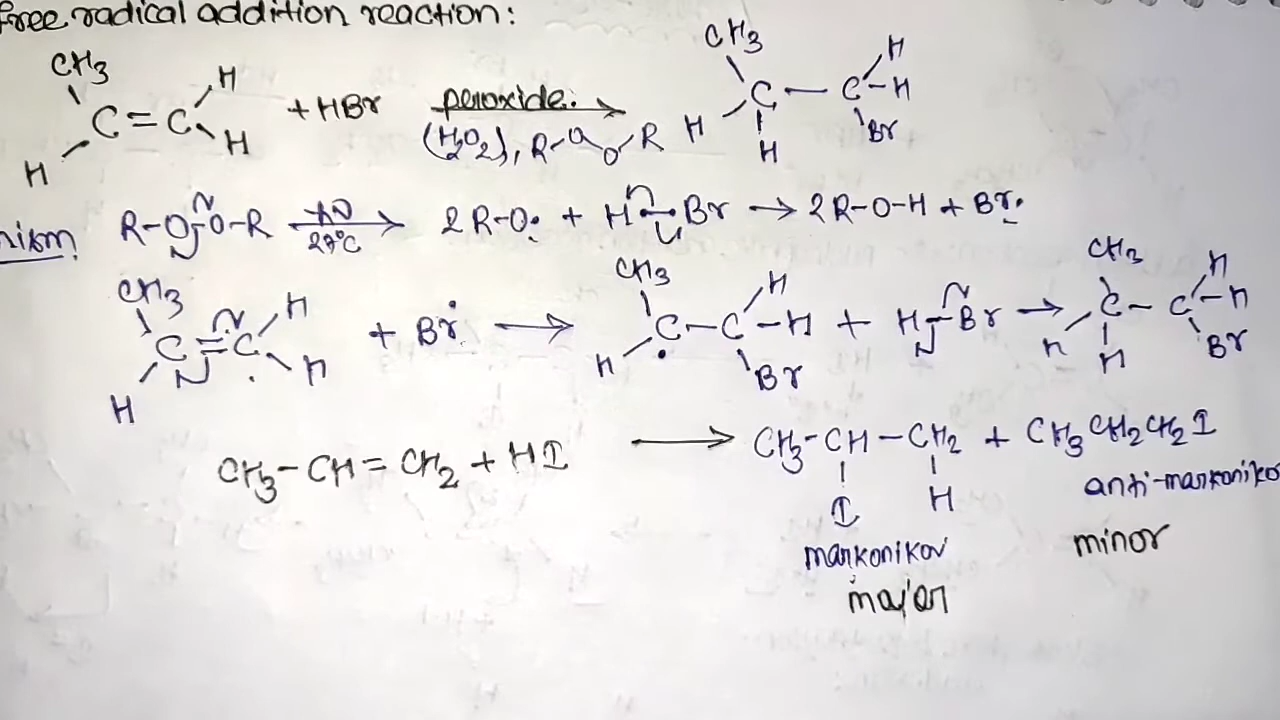 free radical addition reaction:
CH3 H C=C H H + HBr peroxide. (H2O2), R-O-O-R CH3 H C-C-H H H Br
nism R-O-O-R hν 27°C 2R-O• + H-Br → 2R-O-H + Br•
CH3 H C=C H H + Br• → CH3 H C-C-H H Br + H-Br → CH3 H C-C-H H H Br
CH3-CH=CH2 + HI → CH3-CH-CH2 + CH3CH2CH2I
I H anti-markoniko
markonikov minor
major